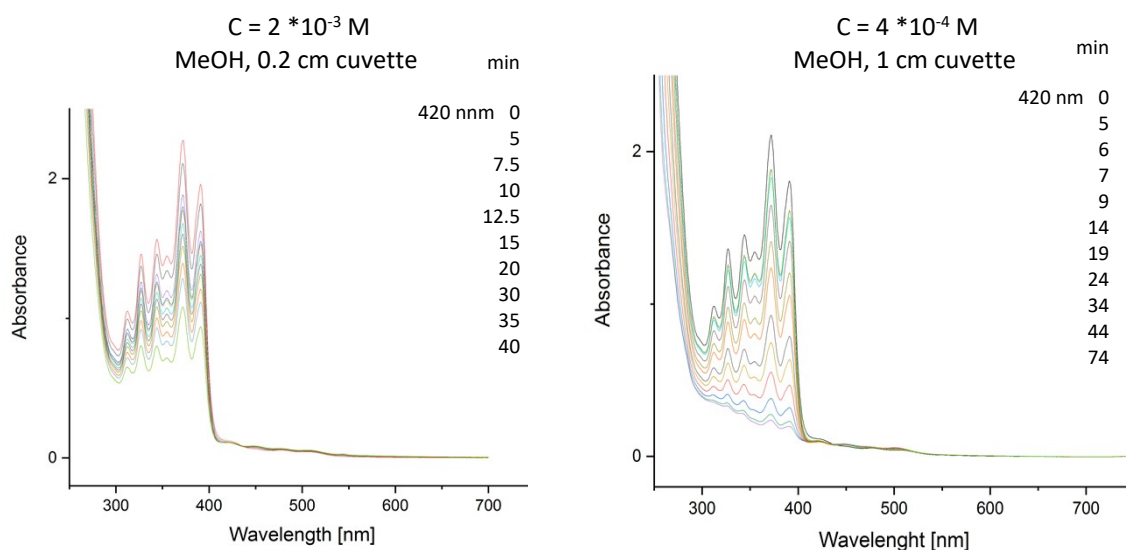 C = 2 *10-3 M
MeOH, 0.2 cm cuvette
min
420 nnm 0
5
7.5
10
12.5
15
20
30
35
40
2
0
Absorbance
300 400 500 600 700
Wavelength [nm]
C = 4 *10-4 M
MeOH, 1 cm cuvette
min
420 nm 0
5
6
7
9
14
19
24
34
44
74
2
0
Absorbance
300 400 500 600 700
Wavelenght [nm]